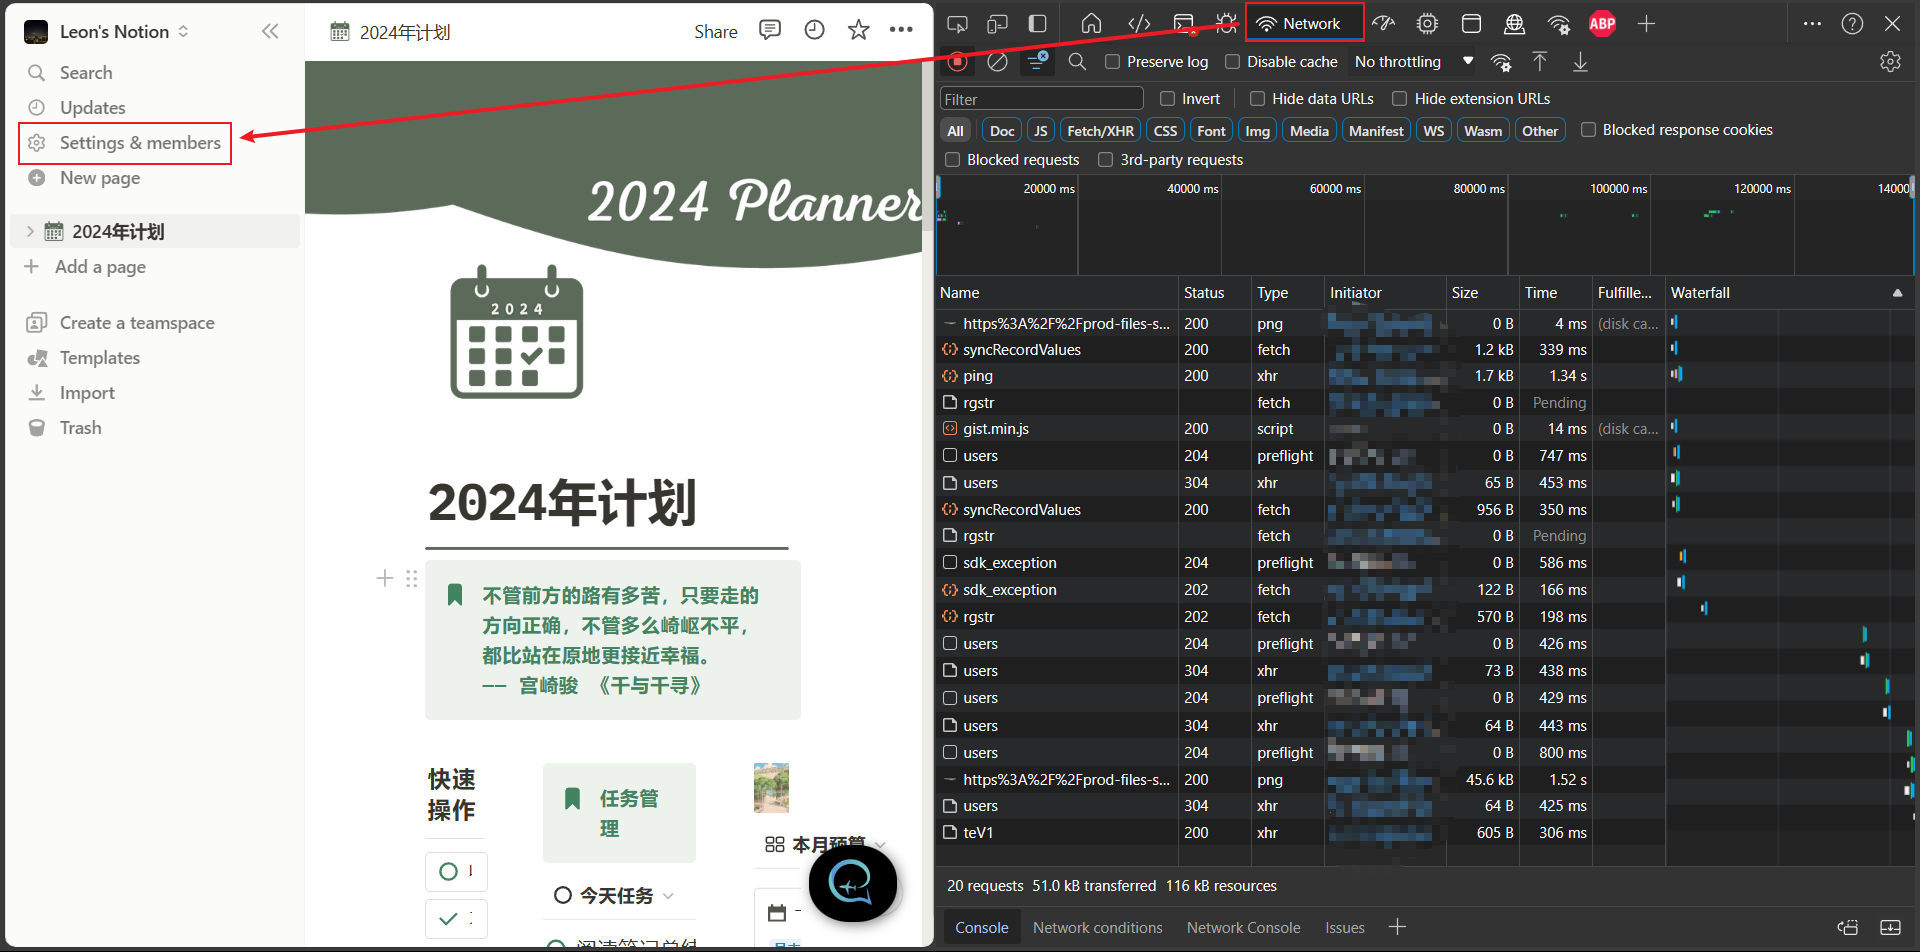 Leon's Notion
Search
Updates
Settings & members
New page
2024年计划
Add a page
Create a teamspace
Templates
Import
Trash
2024年计划
Share
2024 Planner
2024
2024年计划
不管前方的路有多苦，只要走的
方向正确，不管多么崎岖不平，
都比站在原地更接近幸福。
—— 宫崎骏 《千与千寻》
快速
操作
任务管
理
今天任务
本月预算
Network
ABP
Preserve log
Disable cache
No throttling
Filter
Invert
Hide data URLs
Hide extension URLs
All Doc JS Fetch/XHR CSS Font Img Media Manifest WS Wasm Other
Blocked response cookies
Blocked requests
3rd-party requests
20000 ms 40000 ms 60000 ms 80000 ms 100000 ms 120000 ms 14000
Name Status Type Initiator Size Time Fulfille... Waterfall
https%3A%2F%2Fprod-files-s... 200 png 0 B 4 ms (disk ca...
syncRecordValues 200 fetch 1.2 kB 339 ms
ping 200 xhr 1.7 kB 1.34 s
rgstr fetch 0 B Pending
gist.min.js 200 script 0 B 14 ms (disk ca...
users 204 preflight 0 B 747 ms
users 304 xhr 65 B 453 ms
syncRecordValues 200 fetch 956 B 350 ms
rgstr fetch 0 B Pending
sdk_exception 204 preflight 0 B 586 ms
sdk_exception 202 fetch 122 B 166 ms
rgstr 202 fetch 570 B 198 ms
users 204 preflight 0 B 426 ms
users 304 xhr 73 B 438 ms
users 204 preflight 0 B 429 ms
users 304 xhr 64 B 443 ms
users 204 preflight 0 B 800 ms
https%3A%2F%2Fprod-files-s... 200 png 45.6 kB 1.52 s
users 304 xhr 64 B 425 ms
teV1 200 xhr 605 B 306 ms
20 requests 51.0 kB transferred 116 kB resources
Console Network conditions Network Console Issues